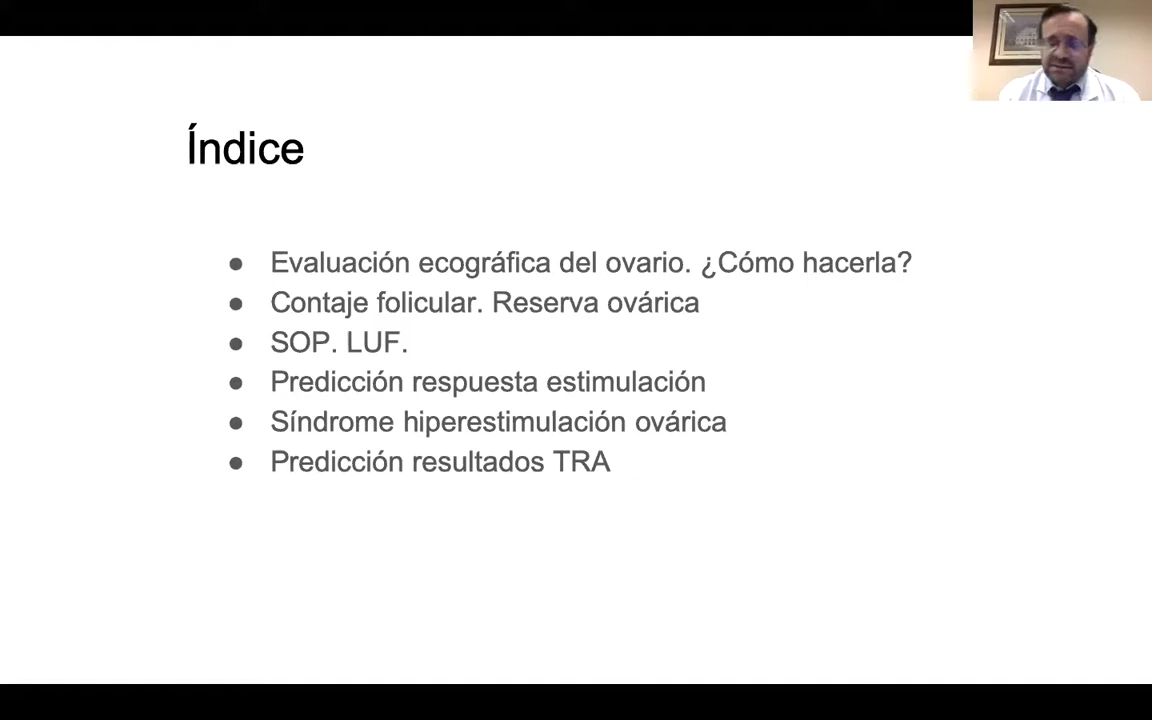 Índice
● Evaluación ecográfica del ovario. ¿Cómo hacerla?
● Contaje folicular. Reserva ovárica
● SOP. LUF.
● Predicción respuesta estimulación
● Síndrome hiperestimulación ovárica
● Predicción resultados TRA